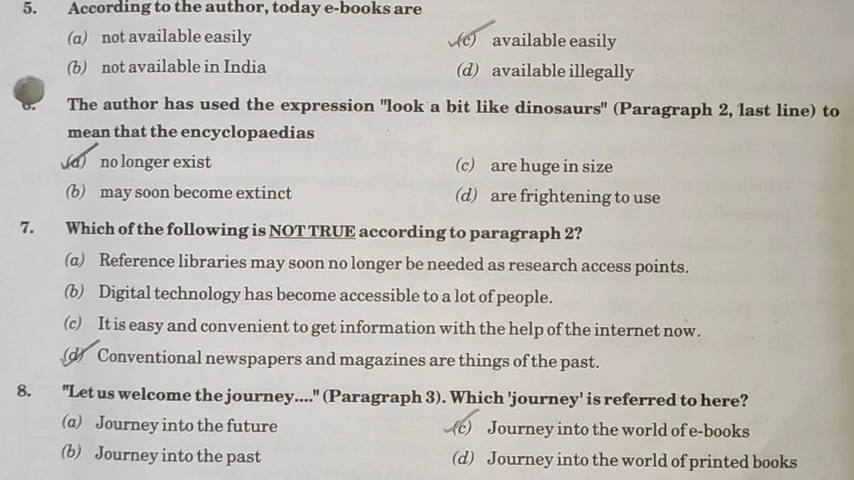 5. According to the author, today e-books are
(a) not available easily (c) available easily
(b) not available in India (d) available illegally
The author has used the expression "look a bit like dinosaurs" (Paragraph 2, last line) to
mean that the encyclopaedias
(a) no longer exist (c) are huge in size
(b) may soon become extinct (d) are frightening to use
7. Which of the following is NOT TRUE according to paragraph 2?
(a) Reference libraries may soon no longer be needed as research access points.
(b) Digital technology has become accessible to a lot of people.
(c) It is easy and convenient to get information with the help of the internet now.
(d) Conventional newspapers and magazines are things of the past.
8. "Let us welcome the journey...." (Paragraph 3). Which 'journey' is referred to here?
(a) Journey into the future (c) Journey into the world of e-books
(b) Journey into the past (d) Journey into the world of printed books